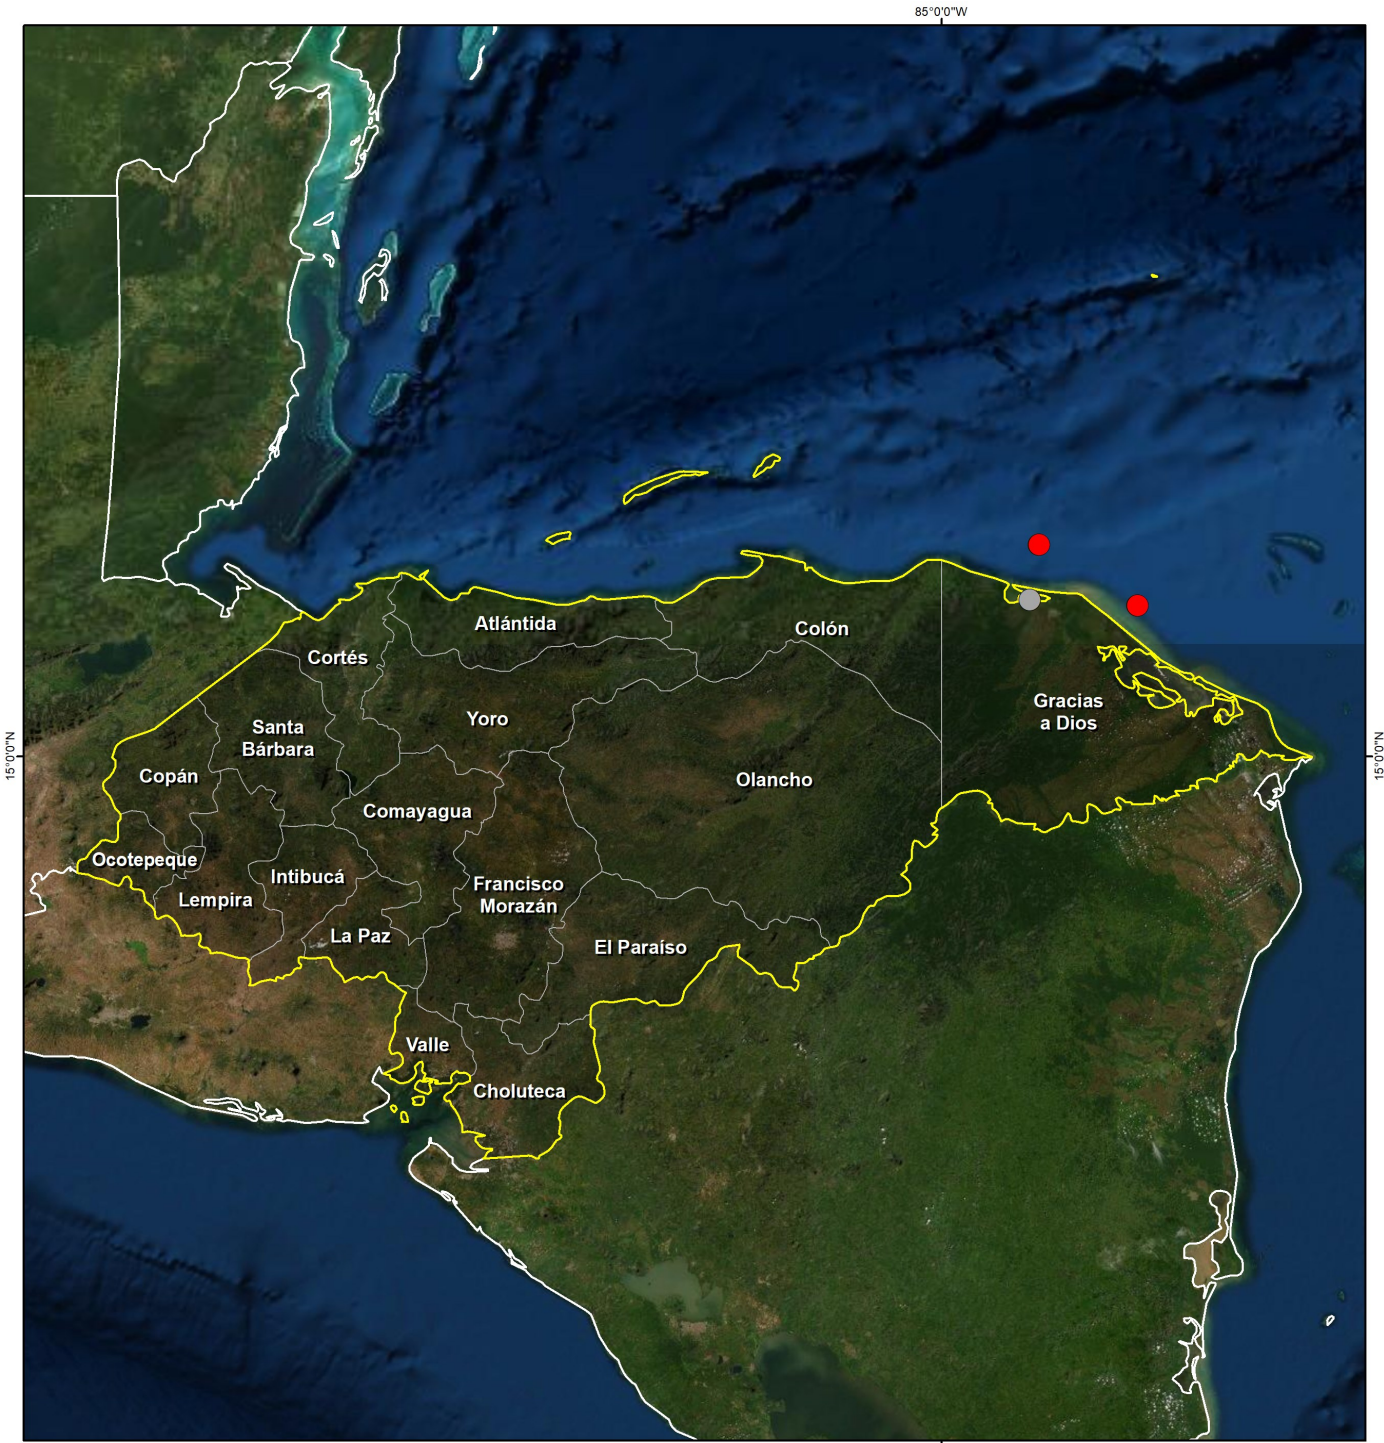 85°0'0"W
Atlántida
Colón
Cortés
Gracias
a Dios
Santa
Bárbara
Yoro
15°0'0"N
15°0'0"N
Copán
Olancho
Comayagua
Ocotepeque
Intibucá
Lempira
Francisco
Morazán
La Paz
El Paraíso
Valle
Choluteca